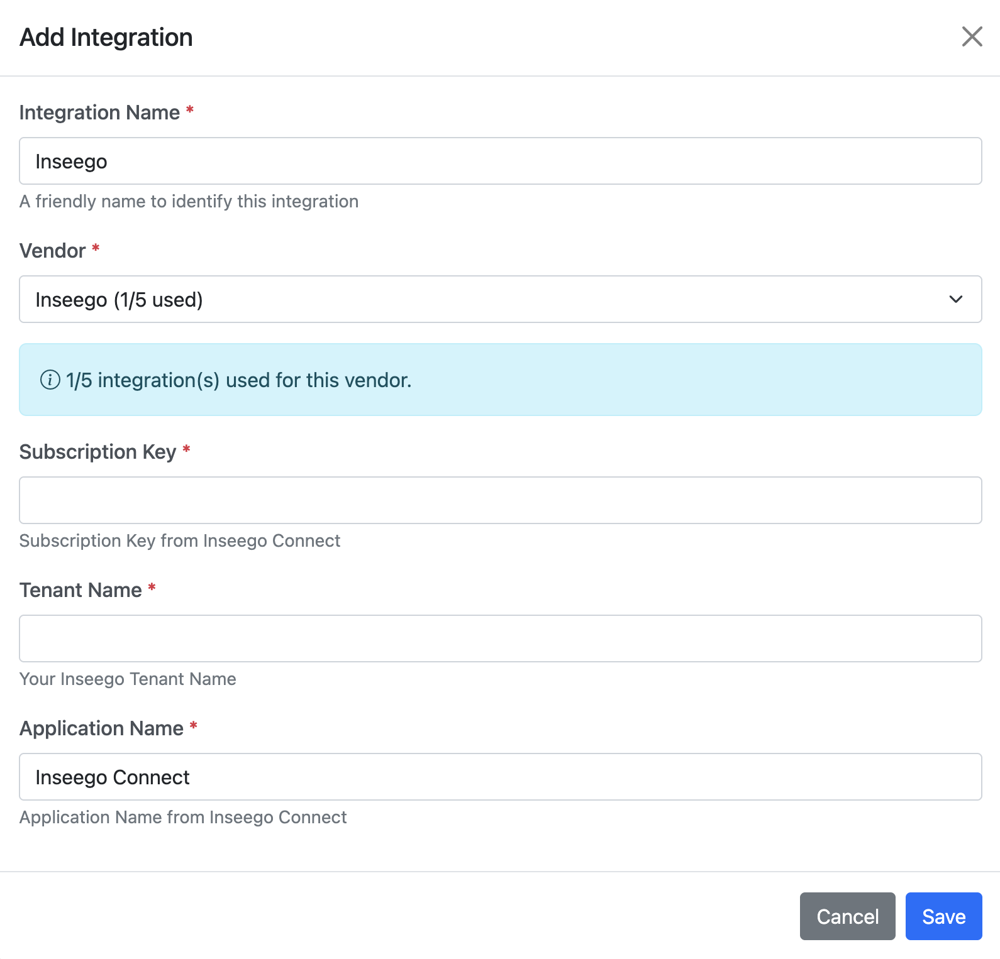 Add Integration
Integration Name *
Inseego
A friendly name to identify this integration
Vendor *
Inseego (1/5 used)
1/5 integration(s) used for this vendor.
Subscription Key *
Subscription Key from Inseego Connect
Tenant Name *
Your Inseego Tenant Name
Application Name *
Inseego Connect
Application Name from Inseego Connect
Cancel Save